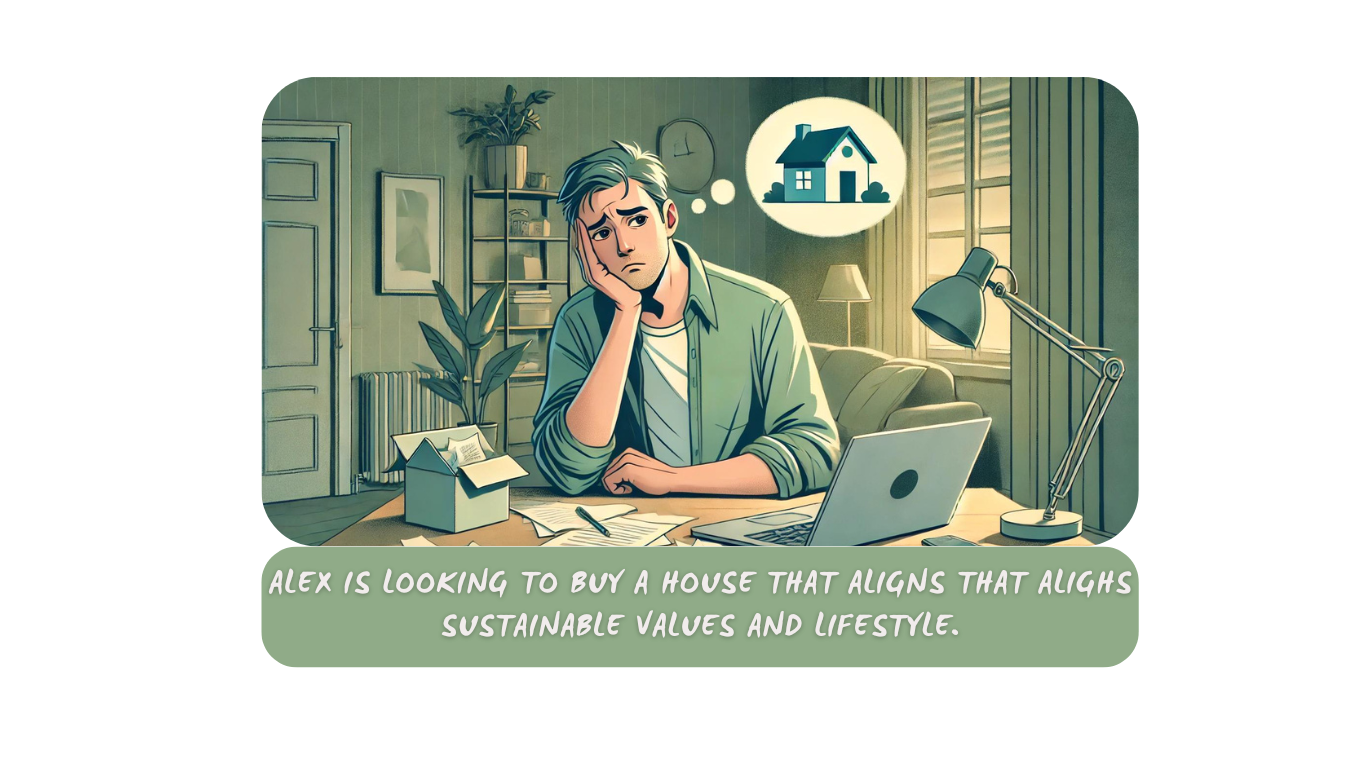 ALEX IS LOOKING TO BUY A HOUSE THAT ALIGNS THAT ALIGHS
SUSTAINABLE VALUES AND LIFESTYLE.